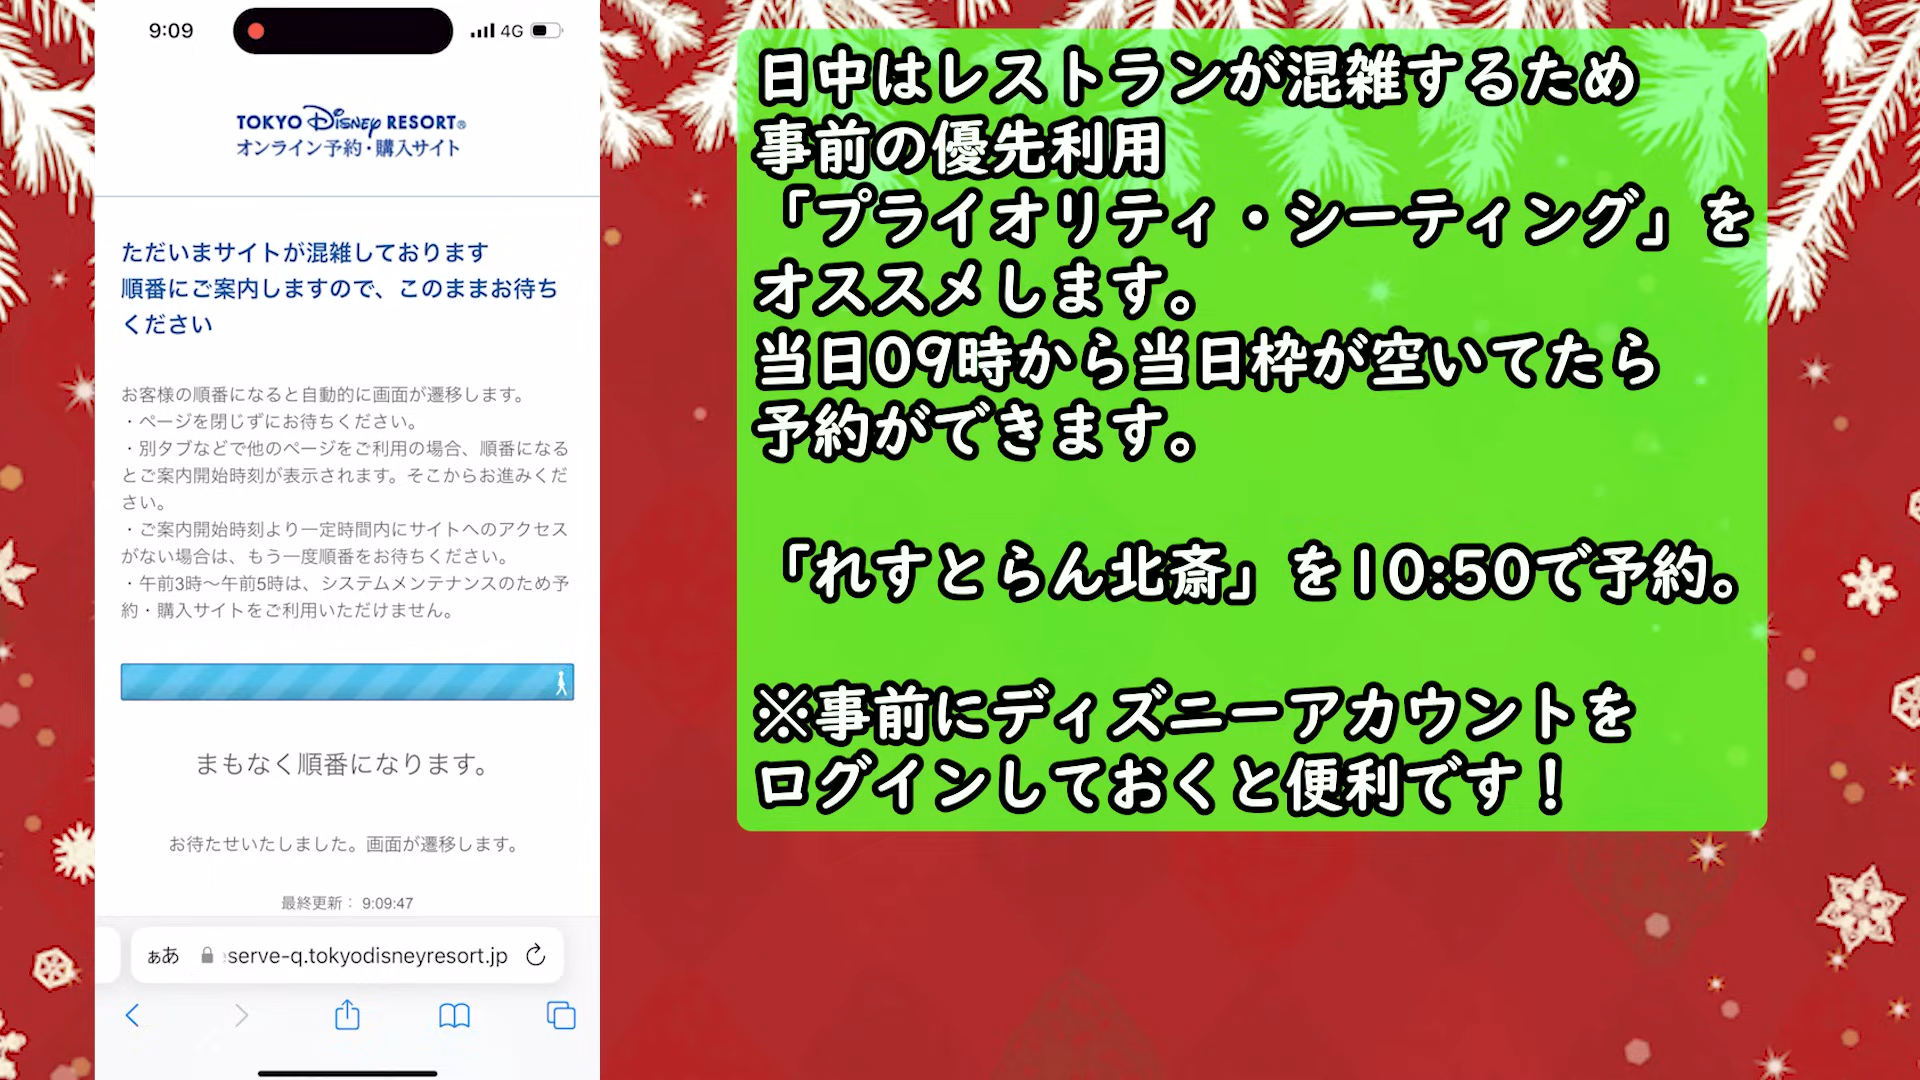 9:09
4G
TOKYO Disney RESORT®
オンライン予約・購入サイト
ただいまサイトが混雑しております
順番にご案内しますので、このままお待ち
ください
お客様の順番になると自動的に画面が遷移します。
・ページを閉じずにお待ちください。
・別タブなどで他のページをご利用の場合、順番になる
とご案内開始時刻が表示されます。そこからお進みくだ
さい。
・ご案内開始時刻より一定時間内にサイトへのアクセス
がない場合は、もう一度順番をお待ちください。
・午前3時〜午前5時は、システムメンテナンスのため予
約・購入サイトをご利用いただけません。
まもなく順番になります。
お待たせいたしました。画面が遷移します。
最終更新： 9:09:47
ぁあ serve-q.tokyodisneyresort.jp
日中はレストランが混雑するため
事前の優先利用
「プライオリティ・シーティング」を
オススメします。
当日09時から当日枠が空いてたら
予約ができます。
「れすとらん北斎」を10:50で予約。
※事前にディズニーアカウントを
ログインしておくと便利です！